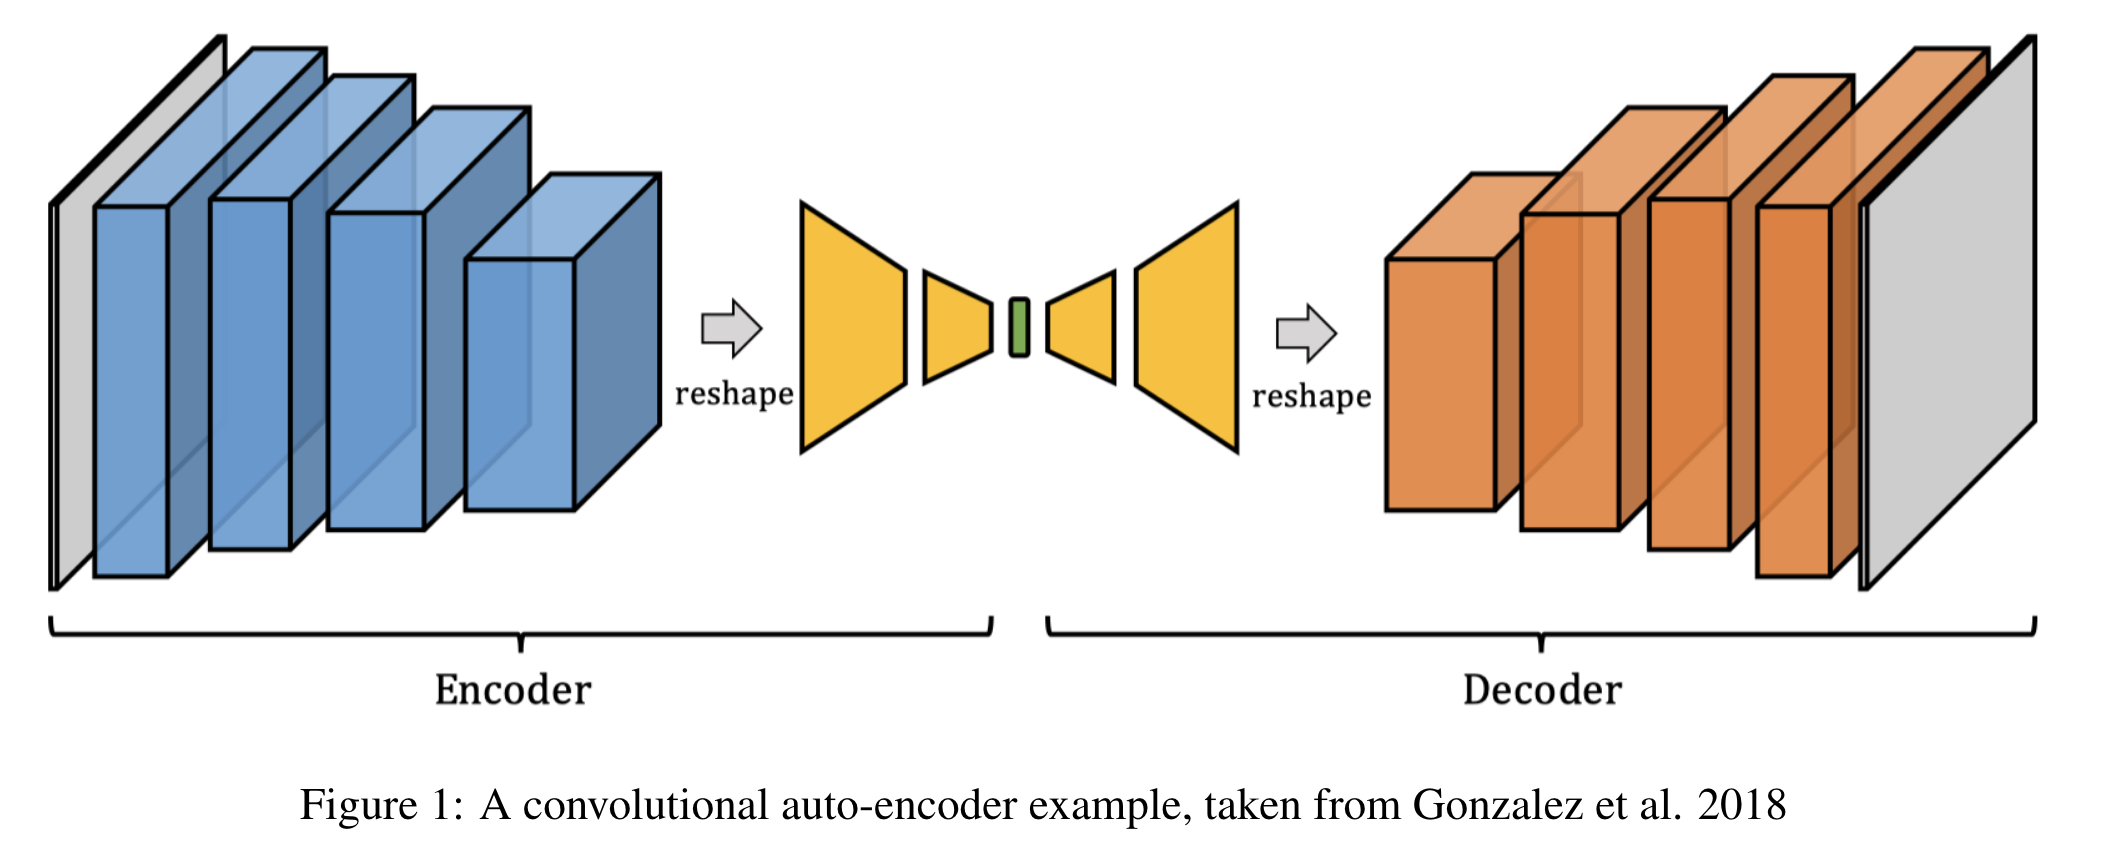 reshape
reshape
Encoder
Decoder
Figure 1: A convolutional auto-encoder example, taken from Gonzalez et al. 2018